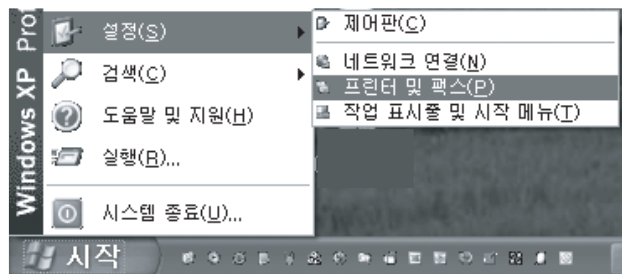 Windows XP Prof
설정(S)
검색(C)
도움말 및 지원(H)
실행(R)...
시스템 종료(U)...
제어판(C)
네트워크 연결(N)
프린터 및 팩스(P)
작업 표시줄 및 시작 메뉴(T)
시작